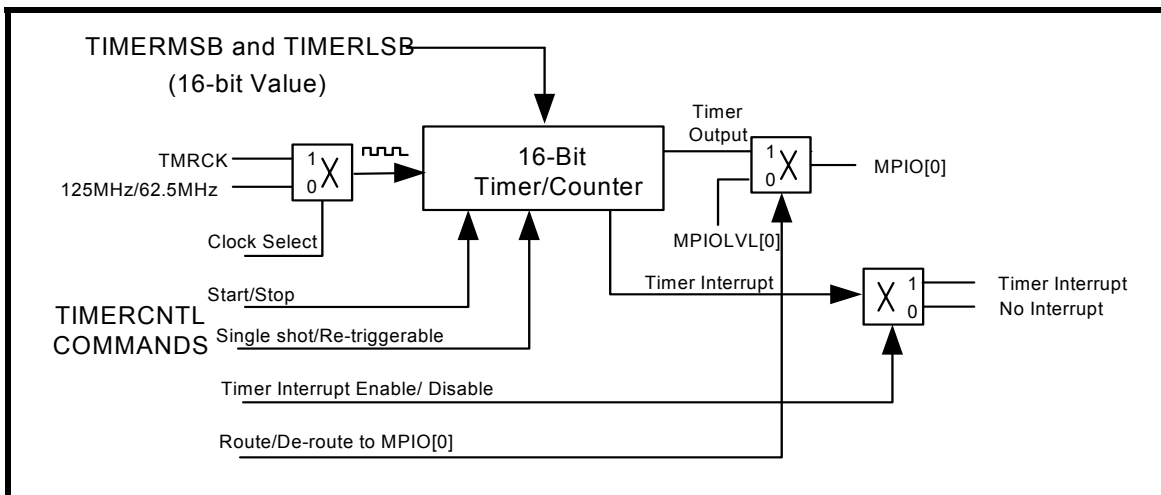 TIMERMSB and TIMERLSB
(16-bit Value)
Timer
Output
TMRCK
125MHz/62.5MHz
1
X
0
16-Bit
Timer/Counter
1
X
0
MPIO[0]
Clock Select
MPIOLVL[0]
Timer Interrupt
X
1
0
Timer Interrupt
No Interrupt
Start/Stop
TIMERCNTL
COMMANDS
Single shot/Re-triggerable
Timer Interrupt Enable/ Disable
Route/De-route to MPIO[0]